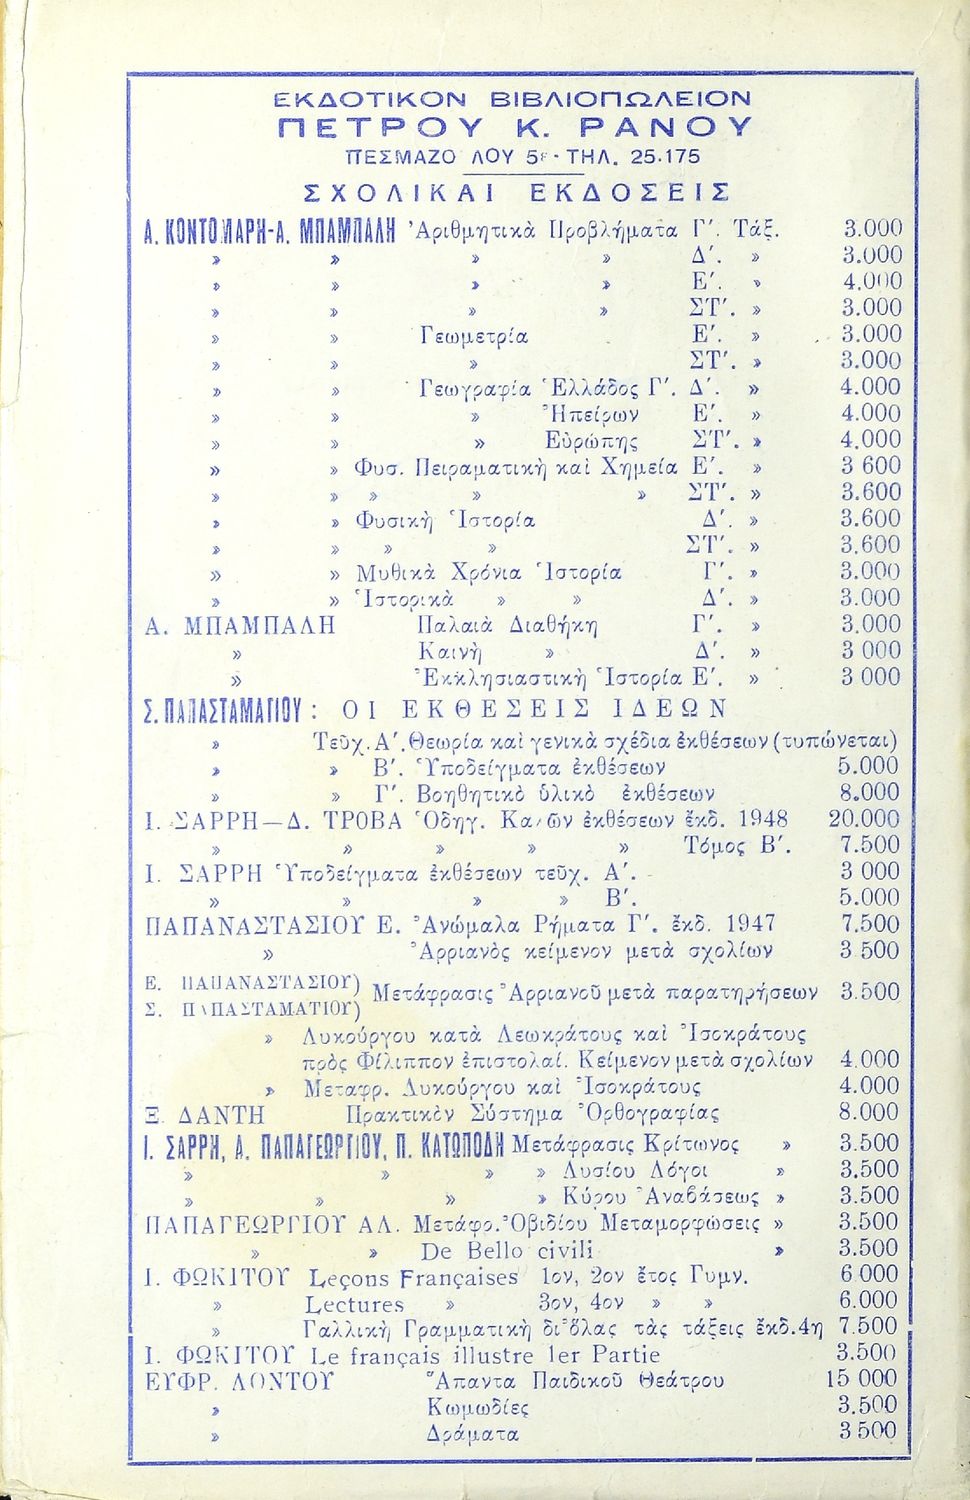 ΕΚΔΟΤΙΚΟΝ ΒΙΒΛΙΟΠΩΛΕΙΟΝ
ΠΕΤΡΟΥ Κ. ΡΑΝΟΥ
ΠΕΣΜΑΖΟ ΛΟΥ 5 · ΤΗΛ. 25.175
ΣΧΟΛΙΚΑΙ ΕΚΔΟΣΕΙΣ
Α. ΚΟΝΤΟΜΑΡΗ-Α. ΜΠΑΜΠΑΛΗ Ἀριθμητικὰ Προβλήματα Γ΄. Τάξ. 3.000
» » » » Δ΄. » 3.000
» » » » Ε΄. » 4.000
» » » » ΣΤ΄. » 3.000
» » Γεωμετρία Ε΄. » 3.000
» » » ΣΤ΄. » 3.000
» » Γεωγραφία Ἑλλάδος Γ΄. Δ΄. » 4.000
» » » Ἠπείρων Ε΄. » 4.000
» » » Εὐρώπης ΣΤ΄. » 4.000
» » Φυσ. Πειραματικὴ καὶ Χημεία Ε΄. » 3 600
» » » » » ΣΤ΄. » 3.600
» » Φυσικὴ Ἱστορία Δ΄. » 3.600
» » » » ΣΤ΄. » 3.600
» » Μυθικὰ Χρόνια Ἱστορία Γ΄. » 3.000
» » Ἱστορικὰ » » Δ΄. » 3.000
Α. ΜΠΑΜΠΑΛΗ Παλαιὰ Διαθήκη Γ΄. » 3.000
» Καινὴ » Δ΄. » 3 000
» Ἐκκλησιαστικὴ Ἱστορία Ε΄. » 3 000
Σ. ΠΑΠΑΣΤΑΜΑΤΙΟΥ : ΟΙ ΕΚΘΕΣΕΙΣ ΙΔΕΩΝ
» Τεῦχ. Α΄. Θεωρία καὶ γενικὰ σχέδια ἐκθέσεων (τυπώνεται)
» » Β΄. Ὑποδείγματα ἐκθέσεων 5.000
» » Γ΄. Βοηθητικὸ ὑλικὸ ἐκθέσεων 8.000
Ι. ΣΑΡΡΗ—Δ. ΤΡΟΒΑ Ὁδηγ. Καλῶν ἐκθέσεων ἔκδ. 1948 20.000
» » » » » Τόμος Β΄. 7.500
Ι. ΣΑΡΡΗ Ὑποδείγματα ἐκθέσεων τεῦχ. Α΄. 3 000
» » » » Β΄. 5.000
ΠΑΠΑΝΑΣΤΑΣΙΟΥ Ε. Ἀνώμαλα Ρήματα Γ΄. ἔκδ. 1947 7.500
» Ἀρριανὸς κείμενον μετὰ σχολίων 3 500
Ε. ΠΑΠΑΝΑΣΤΑΣΙΟΥ)
Σ. ΠΑΠΑΣΤΑΜΑΤΙΟΥ) Μετάφρασις Ἀρριανοῦ μετὰ παρατηρήσεων 3.500
» Λυκούργου κατὰ Λεωκράτους καὶ Ἰσοκράτους
πρὸς Φίλιππον ἐπιστολαί. Κείμενον μετὰ σχολίων 4.000
» Μεταφρ. Λυκούργου καὶ Ἰσοκράτους 4.000
Ξ. ΔΑΝΤΗ Πρακτικὸν Σύστημα Ὀρθογραφίας 8.000
Ι. ΣΑΡΡΗ, Α. ΠΑΠΑΓΕΩΡΓΙΟΥ, Π. ΚΑΤΩΠΟΔΗ Μετάφρασις Κρίτωνος » 3.500
» » » » Λυσίου Λόγοι » 3.500
» » » » Κύρου Ἀναβάσεως » 3.500
ΠΑΠΑΓΕΩΡΓΙΟΥ ΑΛ. Μετάφρ. Ὀβιδίου Μεταμορφώσεις » 3.500
» » De Bello civili » 3.500
Ι. ΦΩΚΙΤΟΥ Leçons Françaises 1ον, 2ον ἔτος Γυμν. 6 000
» Lectures » 3ον, 4ον » » 6.000
» Γαλλικὴ Γραμματικὴ δι᾽ ὅλας τὰς τάξεις ἔκδ. 4η 7.500
Ι. ΦΩΚΙΤΟΥ Le français illustre 1er Partie 3.500
ΕΥΦΡ. ΛΟΝΤΟΥ Ἅπαντα Παιδικοῦ Θεάτρου 15 000
» Κωμωδίες 3.500
» Δράματα 3 500